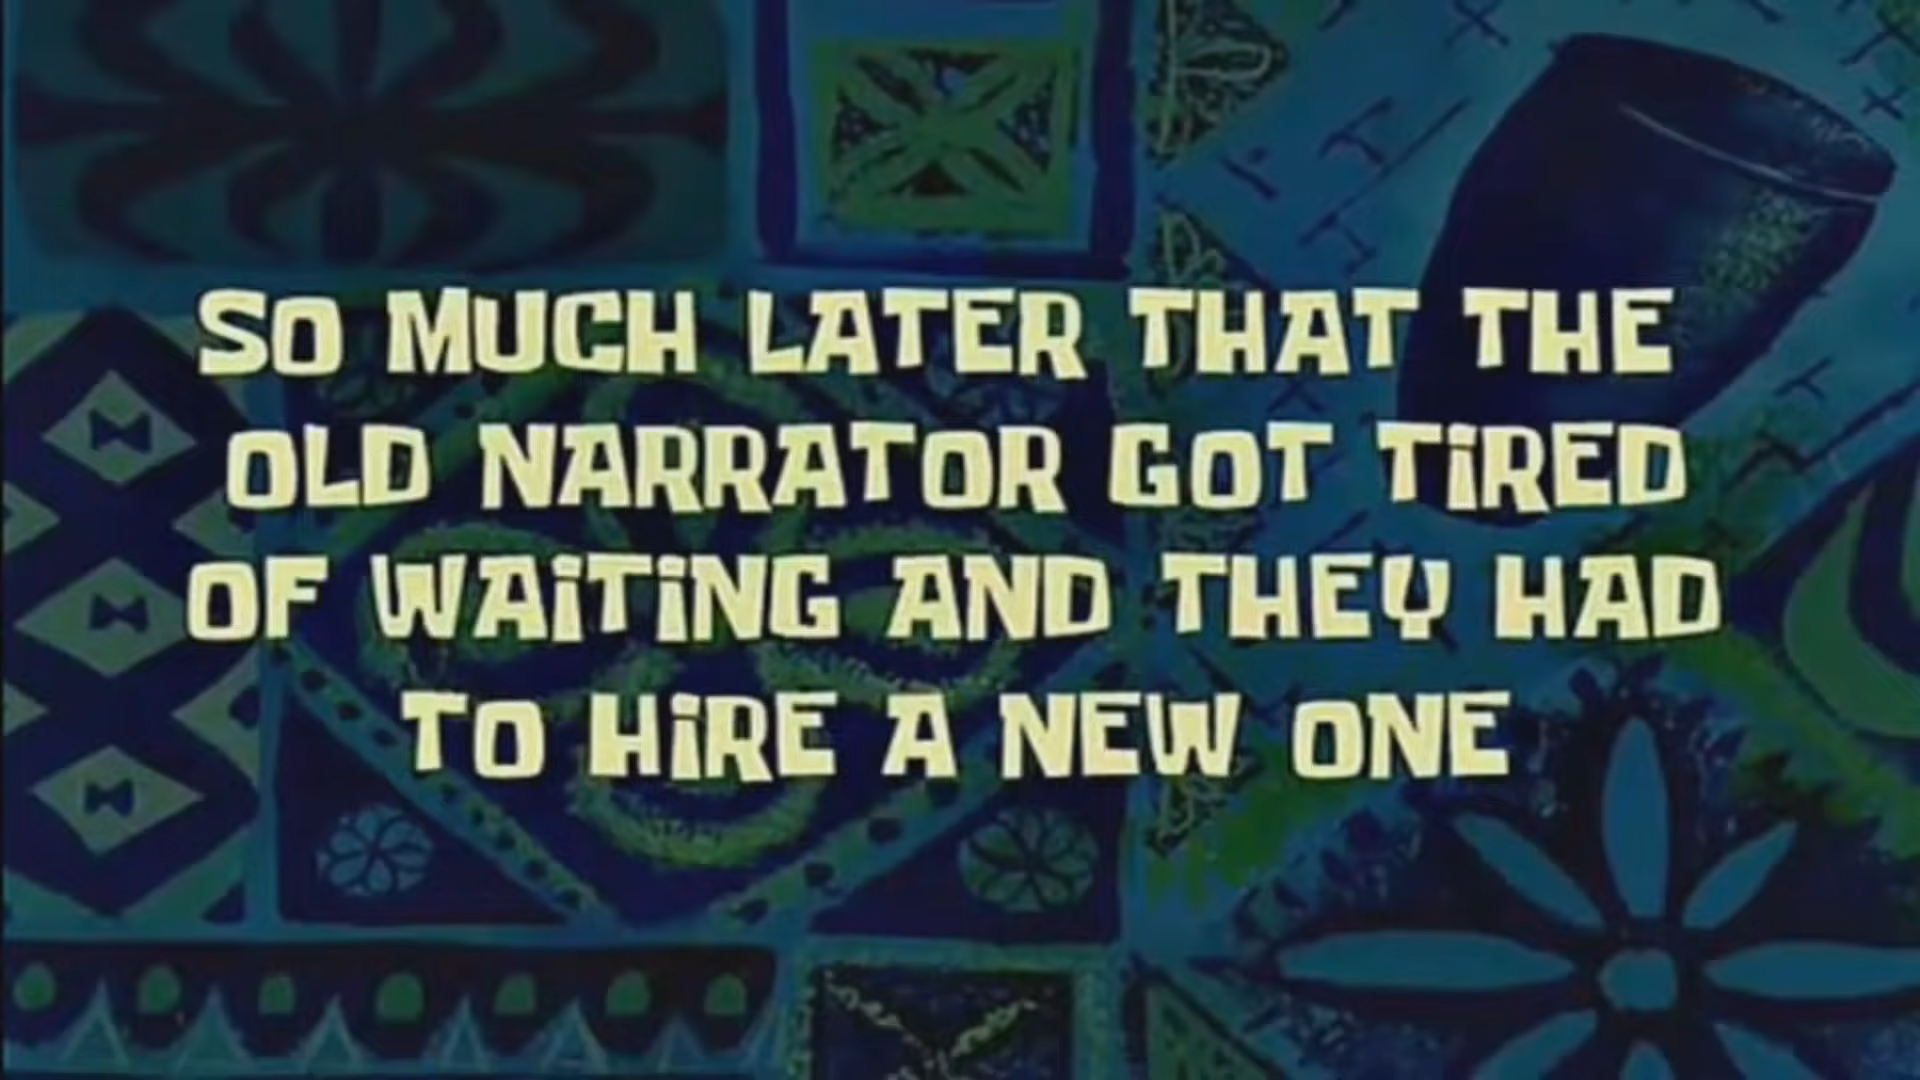 SO MUCH LATER THAT THE
OLD NARRATOR GOT TiRED
OF WAiTiNG AND THEY HAD
TO HiRE A NEW ONE